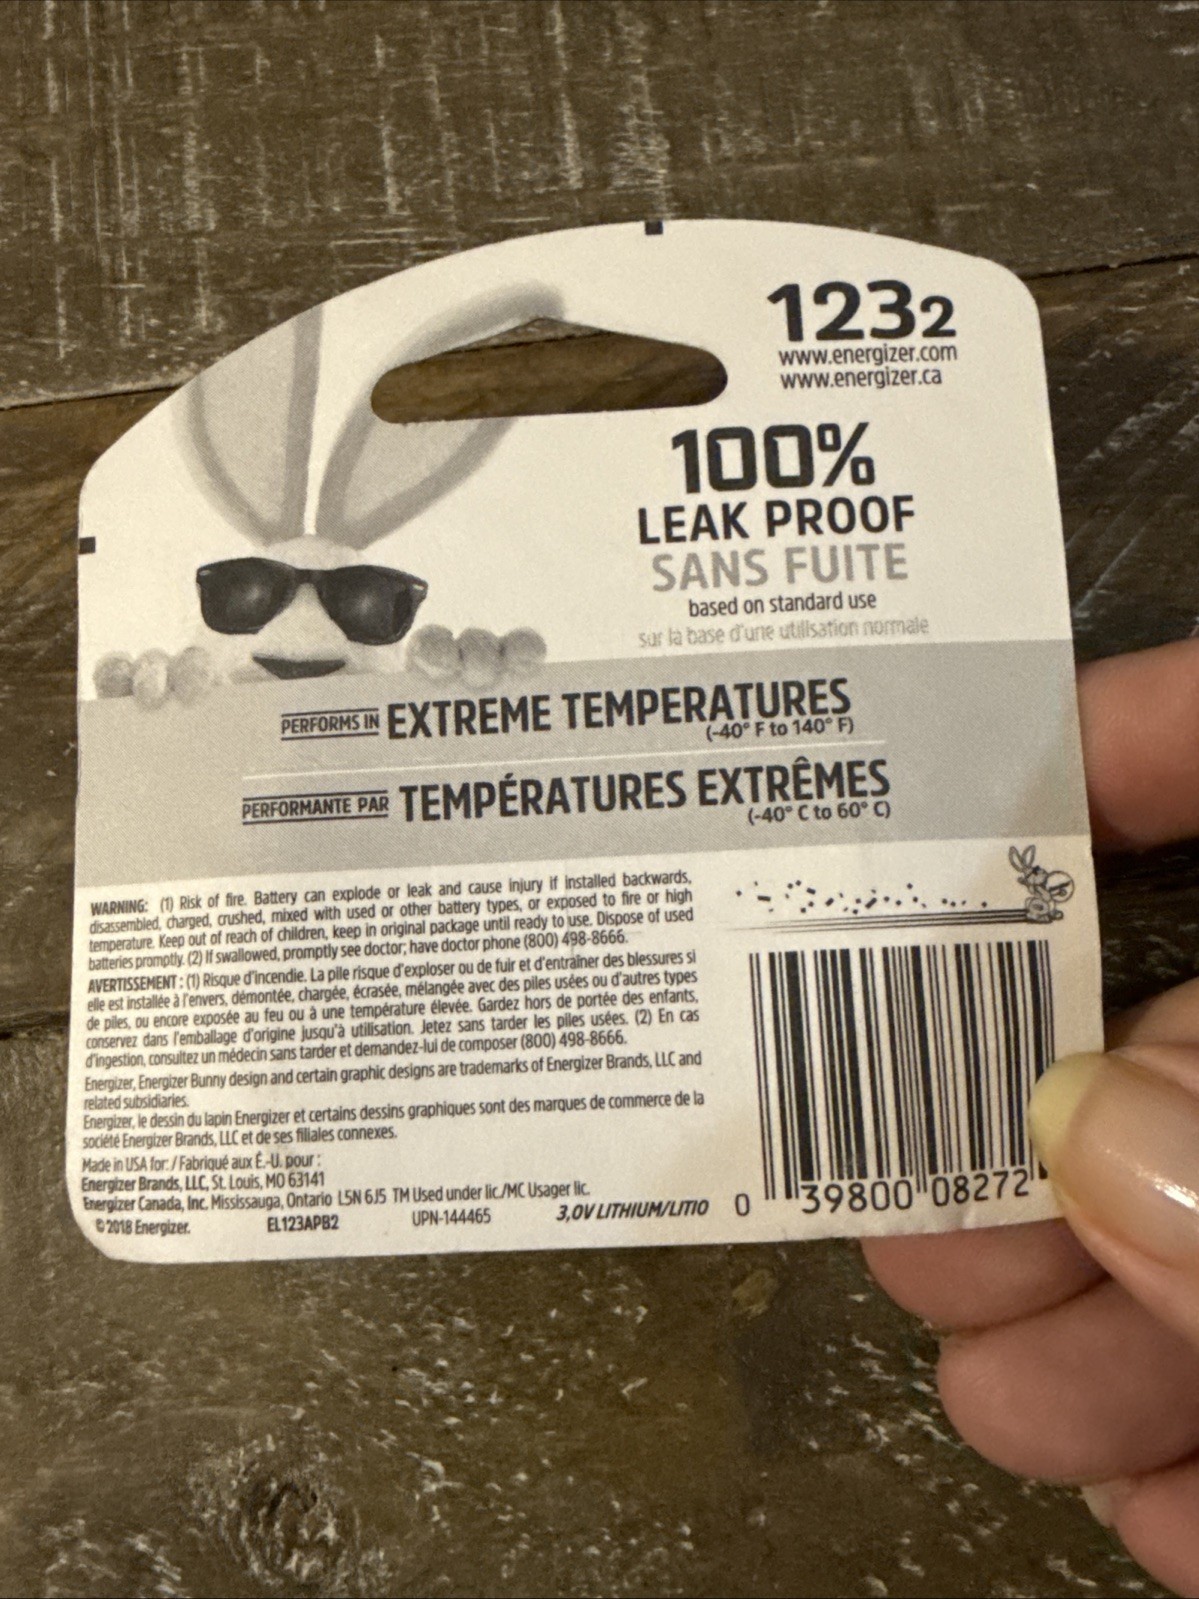 1232
www.energizer.com
www.energizer.ca
100%
LEAK PROOF
SANS FUITE
based on standard use
sur la base d'une utilisation normale
PERFORMS IN EXTREME TEMPERATURES
(-40° F to 140° F)
PERFORMANTE PAR TEMPÉRATURES EXTRÊMES
(-40° C to 60° C)
WARNING: (1) Risk of fire. Battery can explode or leak and cause injury if installed backwards,
disassembled, charged, crushed, mixed with used or other battery types, or exposed to fire or high
temperature. Keep out of reach of children, keep in original package until ready to use. Dispose of used
batteries promptly. (2) If swallowed, promptly see doctor; have doctor phone (800) 498-8666.
AVERTISSEMENT : (1) Risque d'incendie. La pile risque d'exploser ou de fuir et d'entraîner des blessures si
elle est installée à l'envers, démontée, chargée, écrasée, mélangée avec des piles usées ou d'autres types
de piles, ou encore exposée au feu ou à une température élevée. Gardez hors de portée des enfants,
conservez dans l'emballage d'origine jusqu'à utilisation. Jetez sans tarder les piles usées. (2) En cas
d'ingestion, consultez un médecin sans tarder et demandez-lui de composer (800) 498-8666.
Energizer, Energizer Bunny design and certain graphic designs are trademarks of Energizer Brands, LLC and
related subsidiaries.
Energizer, le dessin du lapin Energizer et certains dessins graphiques sont des marques de commerce de la
société Energizer Brands, LLC et de ses filiales connexes.
Made in USA for: / Fabriqué aux É.-U. pour :
Energizer Brands, LLC, St. Louis, MO 63141
Energizer Canada, Inc. Mississauga, Ontario L5N 6J5 TM Used under lic./MC Usager lic.
©2018 Energizer. EL123APB2 UPN-144465 3,0V LITHIUM/LITIO
0 39800 08272